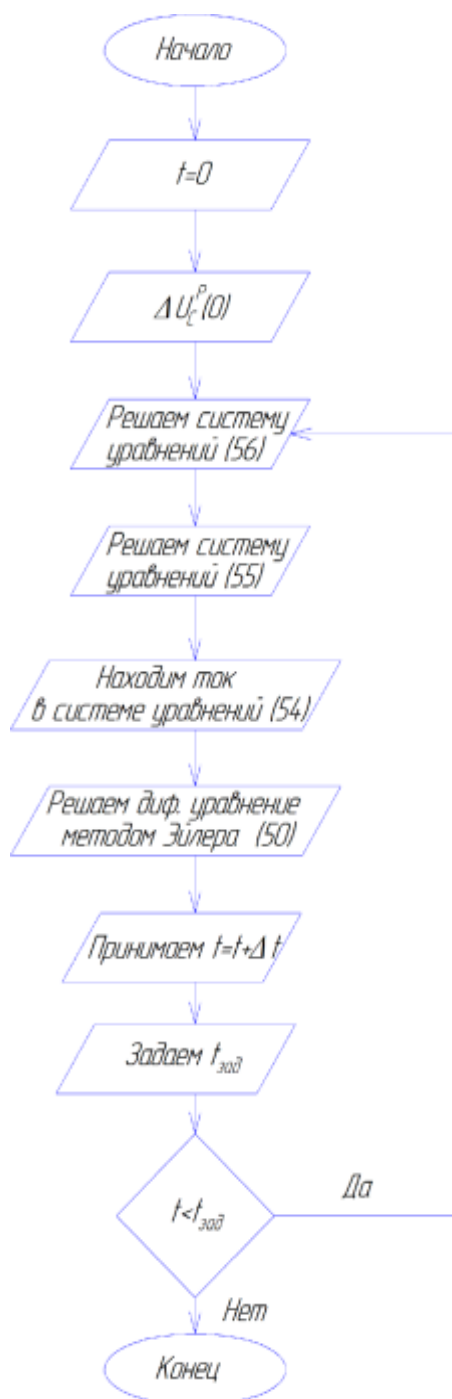 Начало
t=0
ΔU_C^P(0)
Решаем систему
уравнений (56)
Решаем систему
уравнений (55)
Находим ток
в системе уравнений (54)
Решаем диф. уравнение
методом Эйлера (50)
Принимаем t=t+Δt
Задаем t_зад
t<t_зад
Да
Нет
Конец